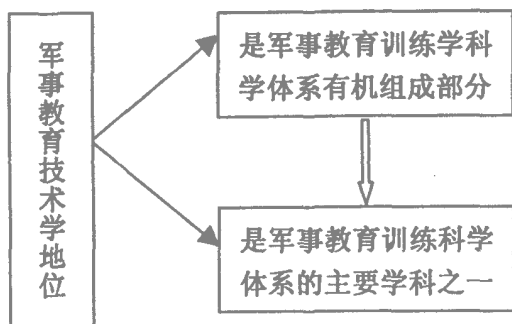 军事教育技术学地位
是军事教育训练学科
学体系有机组成部分
是军事教育训练科学
体系的主要学科之一